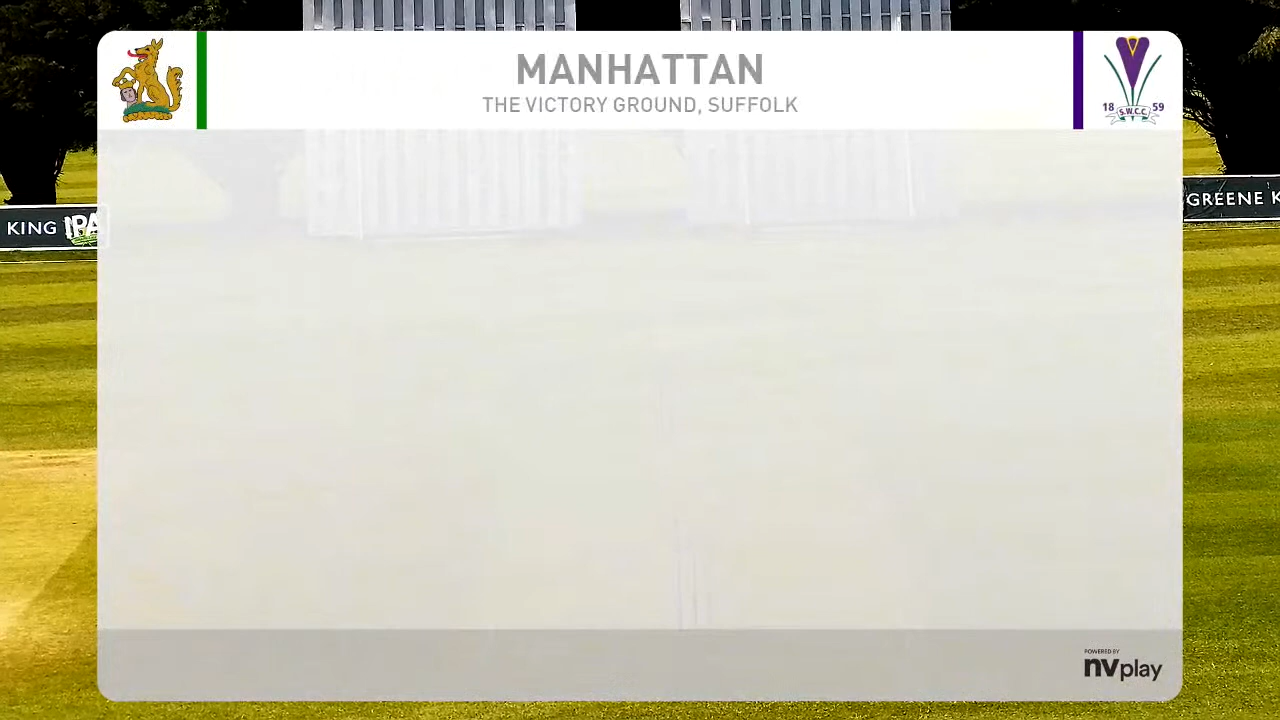 MANHATTAN
THE VICTORY GROUND, SUFFOLK
18 59
S.W.C.C.
KING IPA
GREENE K
POWERED BY
nvplay